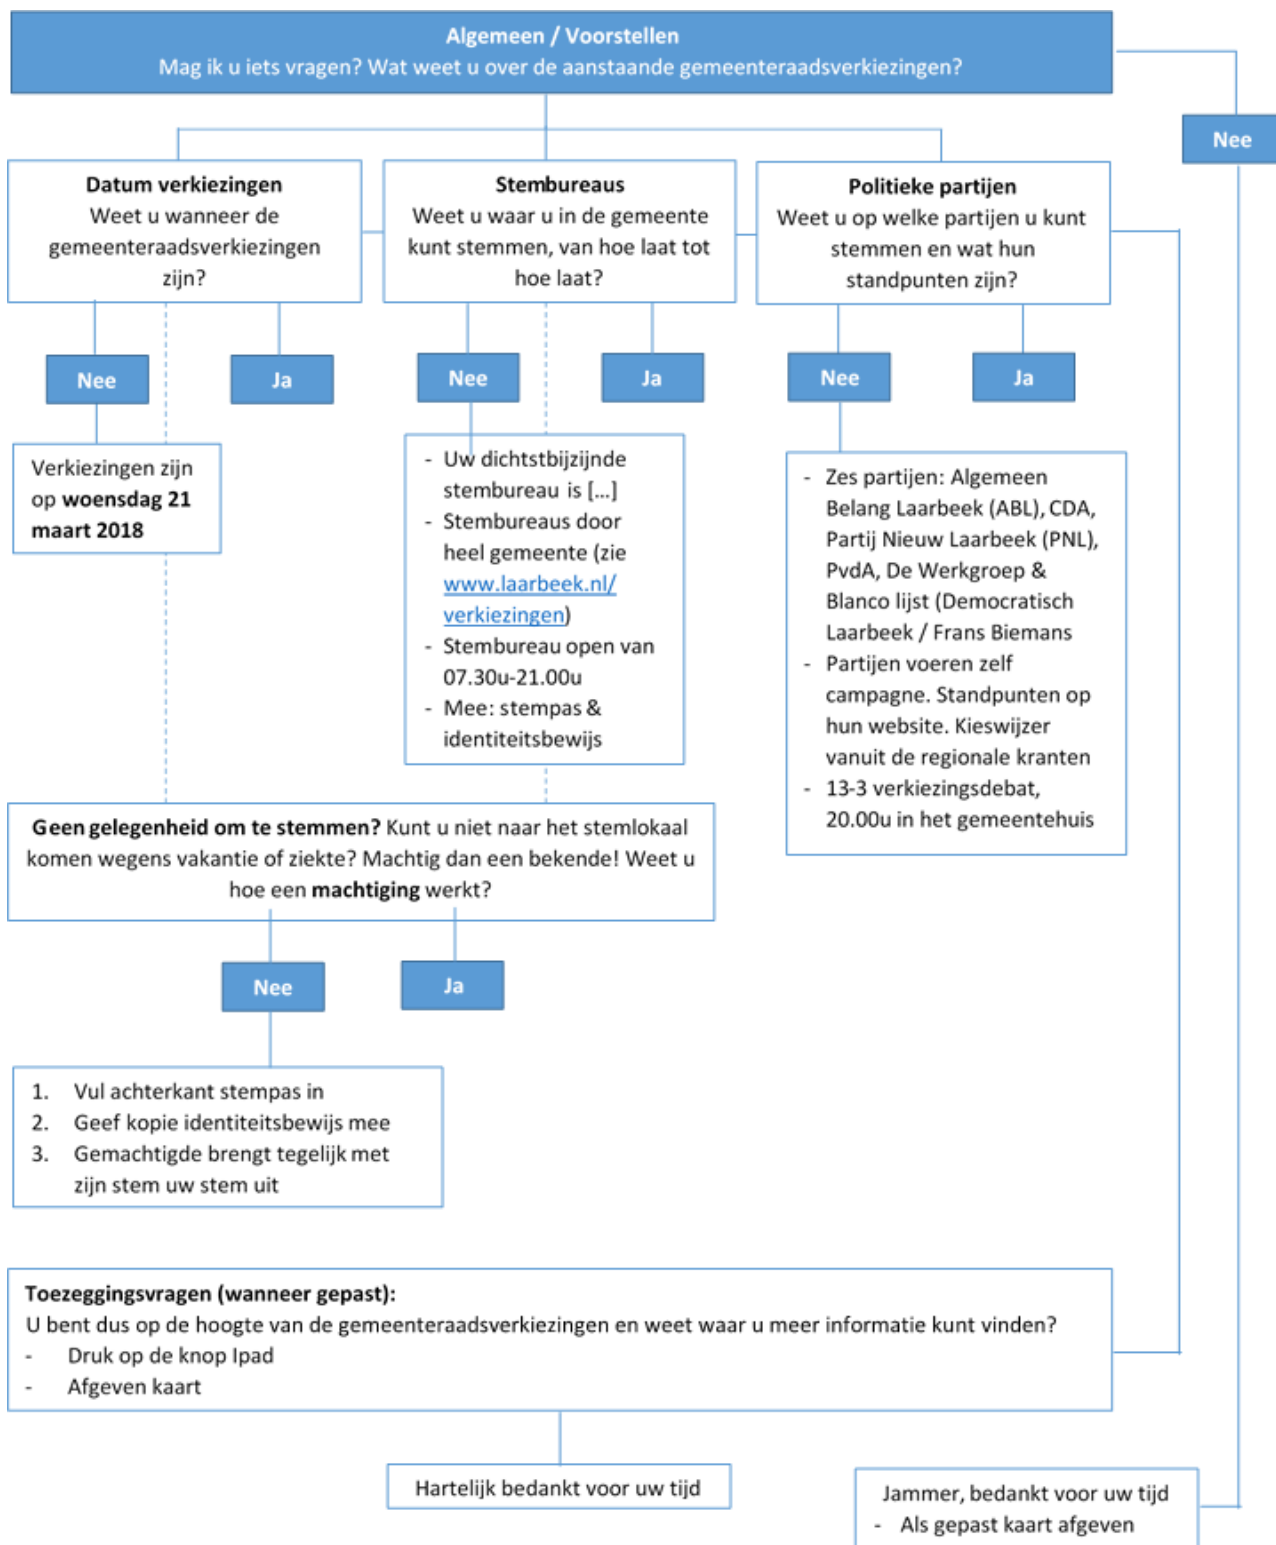 Algemeen / Voorstellen
Mag ik u iets vragen? Wat weet u over de aanstaande gemeenteraadsverkiezingen?
Nee
Datum verkiezingen
Weet u wanneer de
gemeenteraadsverkiezingen
zijn?
Stembureaus
Weet u waar u in de gemeente
kunt stemmen, van hoe laat tot
hoe laat?
Politieke partijen
Weet u op welke partijen u kunt
stemmen en wat hun
standpunten zijn?
Nee
Ja
Nee
Ja
Nee
Ja
Verkiezingen zijn
op woensdag 21
maart 2018
- Uw dichtstbijzijnde
stembureau is [...]
- Stembureaus door
heel gemeente (zie
www.laarbeek.nl/
verkiezingen)
- Stembureau open van
07.30u-21.00u
- Mee: stempas &
identiteitsbewijs
- Zes partijen: Algemeen
Belang Laarbeek (ABL), CDA,
Partij Nieuw Laarbeek (PNL),
PvdA, De Werkgroep &
Blanco lijst (Democratisch
Laarbeek / Frans Biemans
- Partijen voeren zelf
campagne. Standpunten op
hun website. Kieswijzer
vanuit de regionale kranten
- 13-3 verkiezingsdebat,
20.00u in het gemeentehuis
Geen gelegenheid om te stemmen? Kunt u niet naar het stemlokaal
komen wegens vakantie of ziekte? Machtig dan een bekende! Weet u
hoe een machtiging werkt?
Nee
Ja
1. Vul achterkant stempas in
2. Geef kopie identiteitsbewijs mee
3. Gemachtigde brengt tegelijk met
zijn stem uw stem uit
Toezeggingsvragen (wanneer gepast):
U bent dus op de hoogte van de gemeenteraadsverkiezingen en weet waar u meer informatie kunt vinden?
- Druk op de knop Ipad
- Afgeven kaart
Hartelijk bedankt voor uw tijd
Jammer, bedankt voor uw tijd
- Als gepast kaart afgeven